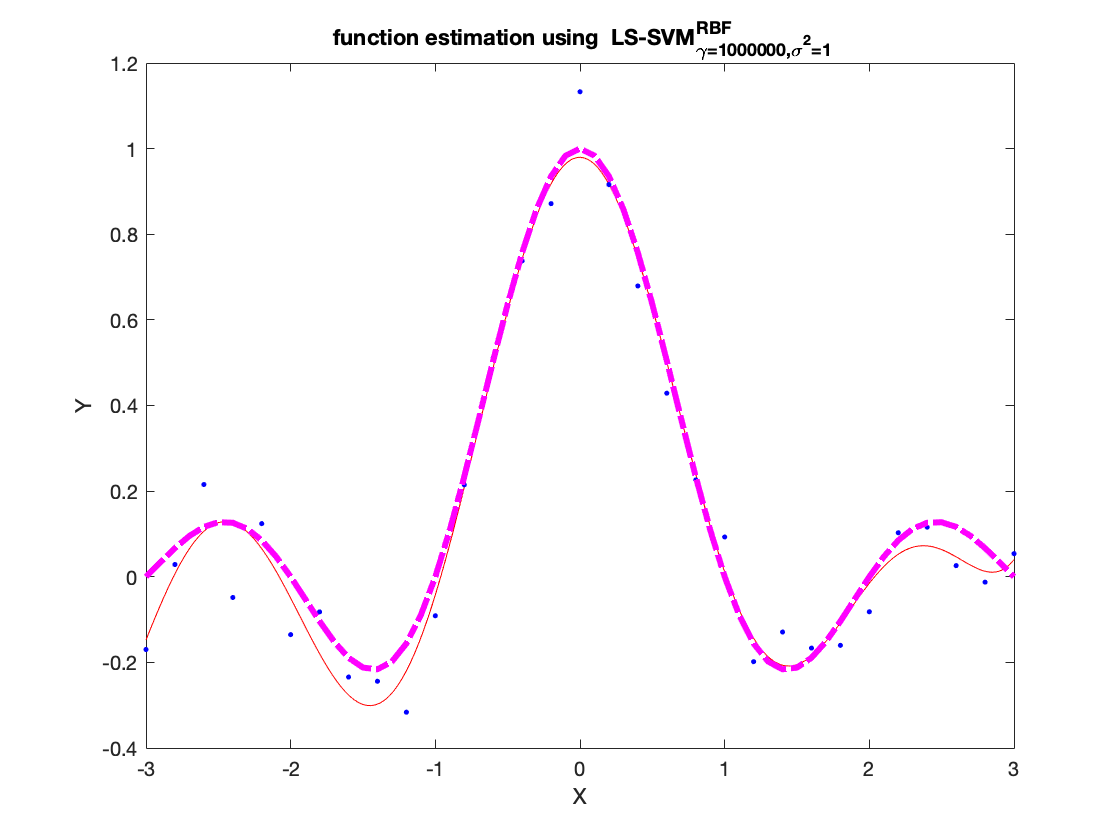 function estimation using LS-SVM^{RBF}_{γ=1000000,σ^2=1}
1.2
1
0.8
0.6
0.4
0.2
0
-0.2
-0.4
Y
-3 -2 -1 0 1 2 3
X